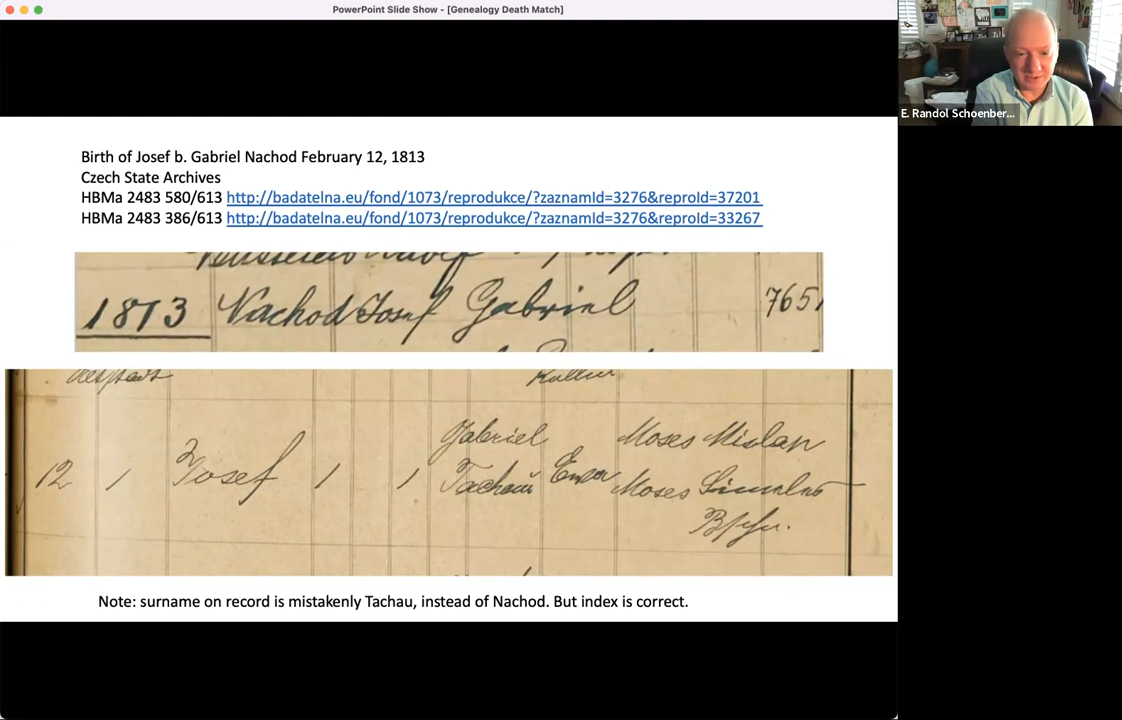 PowerPoint Slide Show - [Genealogy Death Match]
E. Randol Schoenber...
Birth of Josef b. Gabriel Nachod February 12, 1813
Czech State Archives
HBMa 2483 580/613 http://badatelna.eu/fond/1073/reprodukce/?zaznamId=3276&reproId=37201
HBMa 2483 386/613 http://badatelna.eu/fond/1073/reprodukce/?zaznamId=3276&reproId=33267
1813 Nachod Josef Gabriel 765
Gabriel Moses
12 / Josef / / Tachau Moses
Note: surname on record is mistakenly Tachau, instead of Nachod. But index is correct.